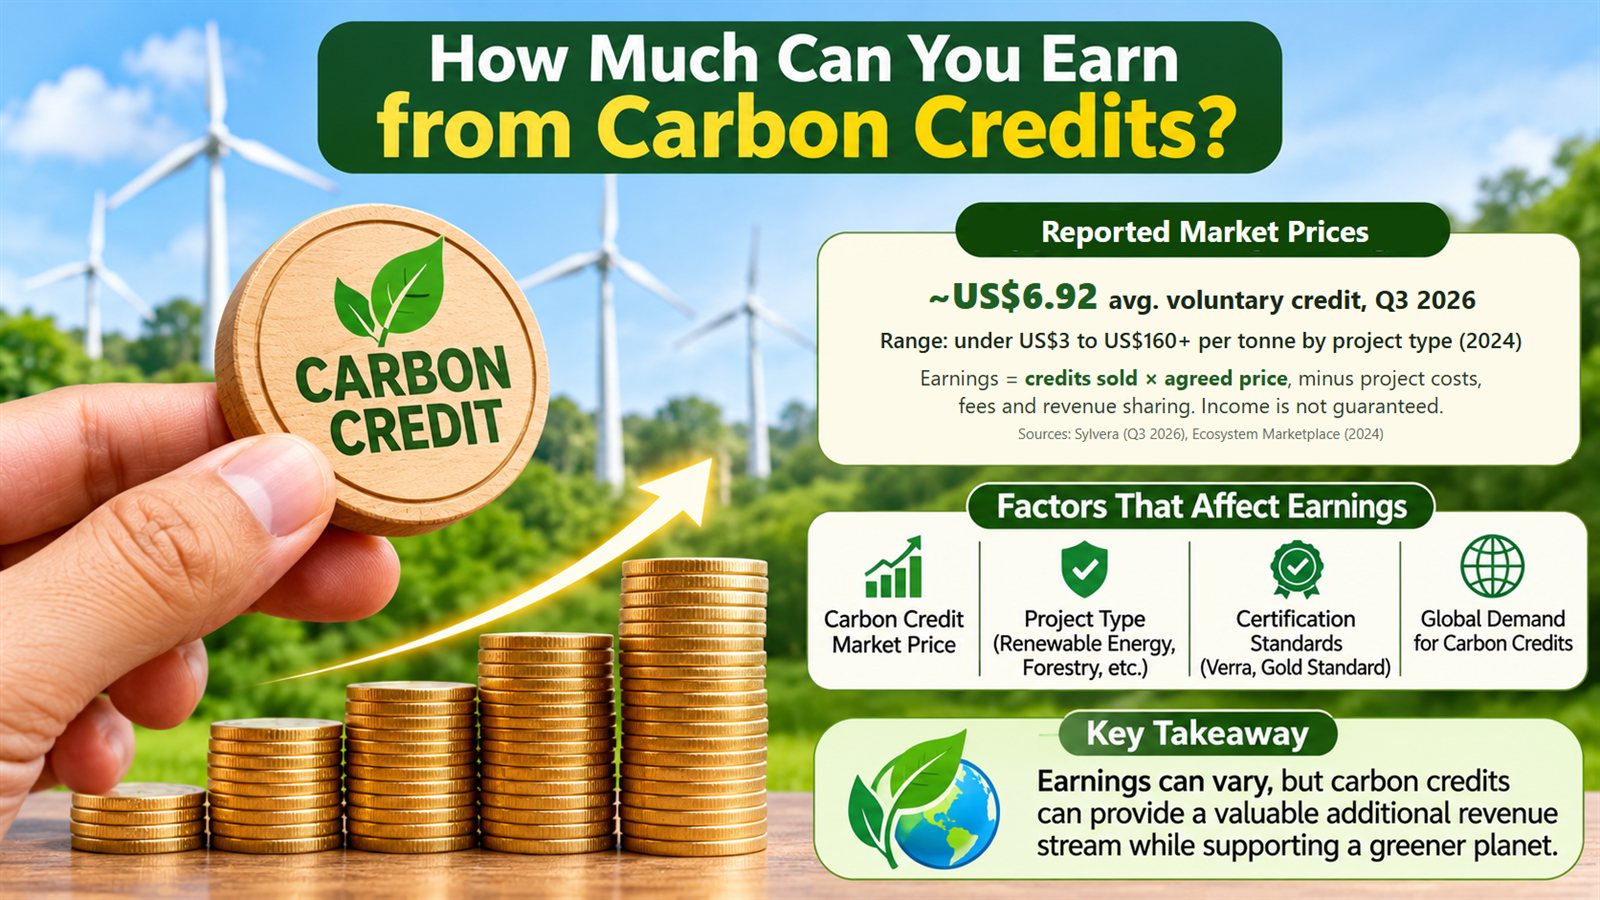 How Much Can You Earn
from Carbon Credits?
CARBON
CREDIT
Reported Market Prices
~US$6.92 avg. voluntary credit, Q3 2026
Range: under US$3 to US$160+ per tonne by project type (2024)
Earnings = credits sold × agreed price, minus project costs,
fees and revenue sharing. Income is not guaranteed.
Sources: Sylvera (Q3 2026), Ecosystem Marketplace (2024)
Factors That Affect Earnings
Carbon Credit
Market Price
Project Type
(Renewable Energy,
Forestry, etc.)
Certification
Standards
(Verra, Gold Standard)
Global Demand
for Carbon Credits
Key Takeaway
Earnings can vary, but carbon credits
can provide a valuable additional revenue
stream while supporting a greener planet.